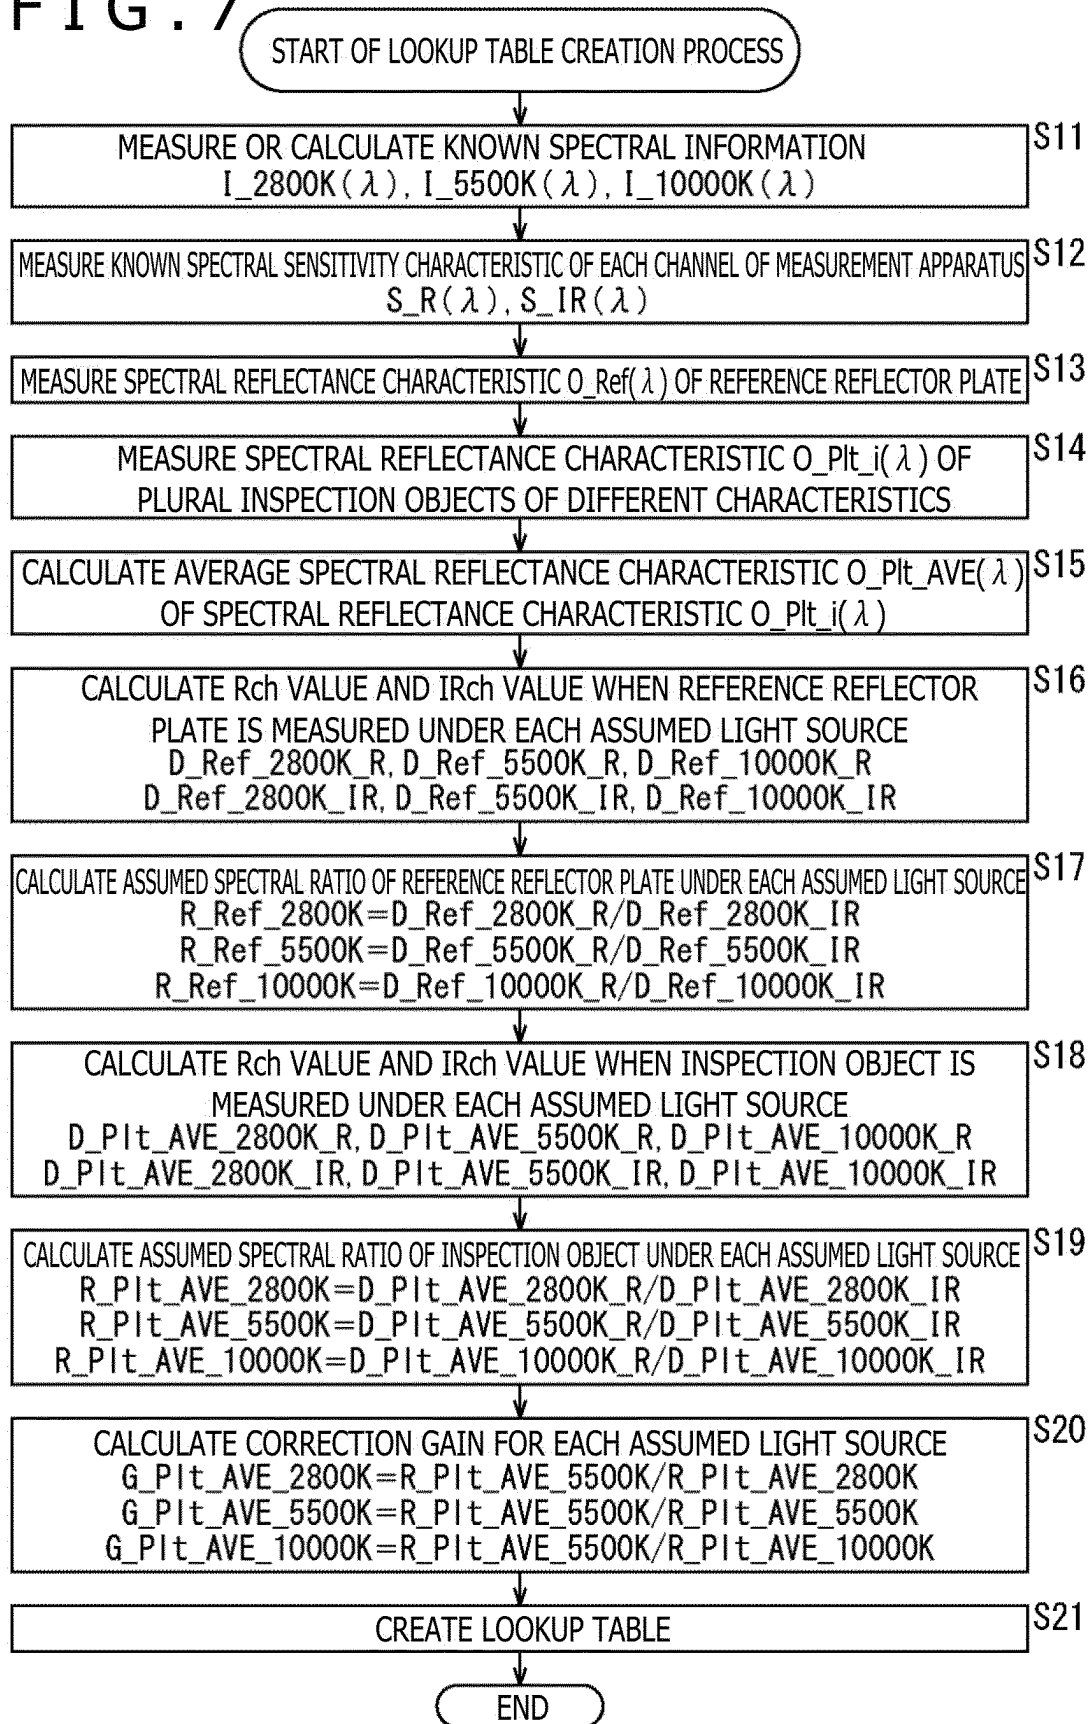 FIG. 7
START OF LOOKUP TABLE CREATION PROCESS
S11
MEASURE OR CALCULATE KNOWN SPECTRAL INFORMATION
I_2800K(λ), I_5500K(λ), I_10000K(λ)
S12
MEASURE KNOWN SPECTRAL SENSITIVITY CHARACTERISTIC OF EACH CHANNEL OF MEASUREMENT APPARATUS
S_R(λ), S_IR(λ)
S13
MEASURE SPECTRAL REFLECTANCE CHARACTERISTIC O_Ref(λ) OF REFERENCE REFLECTOR PLATE
S14
MEASURE SPECTRAL REFLECTANCE CHARACTERISTIC O_Plt_i(λ) OF
PLURAL INSPECTION OBJECTS OF DIFFERENT CHARACTERISTICS
S15
CALCULATE AVERAGE SPECTRAL REFLECTANCE CHARACTERISTIC O_Plt_AVE(λ)
OF SPECTRAL REFLECTANCE CHARACTERISTIC O_Plt_i(λ)
S16
CALCULATE Rch VALUE AND IRch VALUE WHEN REFERENCE REFLECTOR
PLATE IS MEASURED UNDER EACH ASSUMED LIGHT SOURCE
D_Ref_2800K_R, D_Ref_5500K_R, D_Ref_10000K_R
D_Ref_2800K_IR, D_Ref_5500K_IR, D_Ref_10000K_IR
S17
CALCULATE ASSUMED SPECTRAL RATIO OF REFERENCE REFLECTOR PLATE UNDER EACH ASSUMED LIGHT SOURCE
R_Ref_2800K=D_Ref_2800K_R/D_Ref_2800K_IR
R_Ref_5500K=D_Ref_5500K_R/D_Ref_5500K_IR
R_Ref_10000K=D_Ref_10000K_R/D_Ref_10000K_IR
S18
CALCULATE Rch VALUE AND IRch VALUE WHEN INSPECTION OBJECT IS
MEASURED UNDER EACH ASSUMED LIGHT SOURCE
D_Plt_AVE_2800K_R, D_Plt_AVE_5500K_R, D_Plt_AVE_10000K_R
D_Plt_AVE_2800K_IR, D_Plt_AVE_5500K_IR, D_Plt_AVE_10000K_IR
S19
CALCULATE ASSUMED SPECTRAL RATIO OF INSPECTION OBJECT UNDER EACH ASSUMED LIGHT SOURCE
R_Plt_AVE_2800K=D_Plt_AVE_2800K_R/D_Plt_AVE_2800K_IR
R_Plt_AVE_5500K=D_Plt_AVE_5500K_R/D_Plt_AVE_5500K_IR
R_Plt_AVE_10000K=D_Plt_AVE_10000K_R/D_Plt_AVE_10000K_IR
S20
CALCULATE CORRECTION GAIN FOR EACH ASSUMED LIGHT SOURCE
G_Plt_AVE_2800K=R_Plt_AVE_5500K/R_Plt_AVE_2800K
G_Plt_AVE_5500K=R_Plt_AVE_5500K/R_Plt_AVE_5500K
G_Plt_AVE_10000K=R_Plt_AVE_5500K/R_Plt_AVE_10000K
S21
CREATE LOOKUP TABLE
END